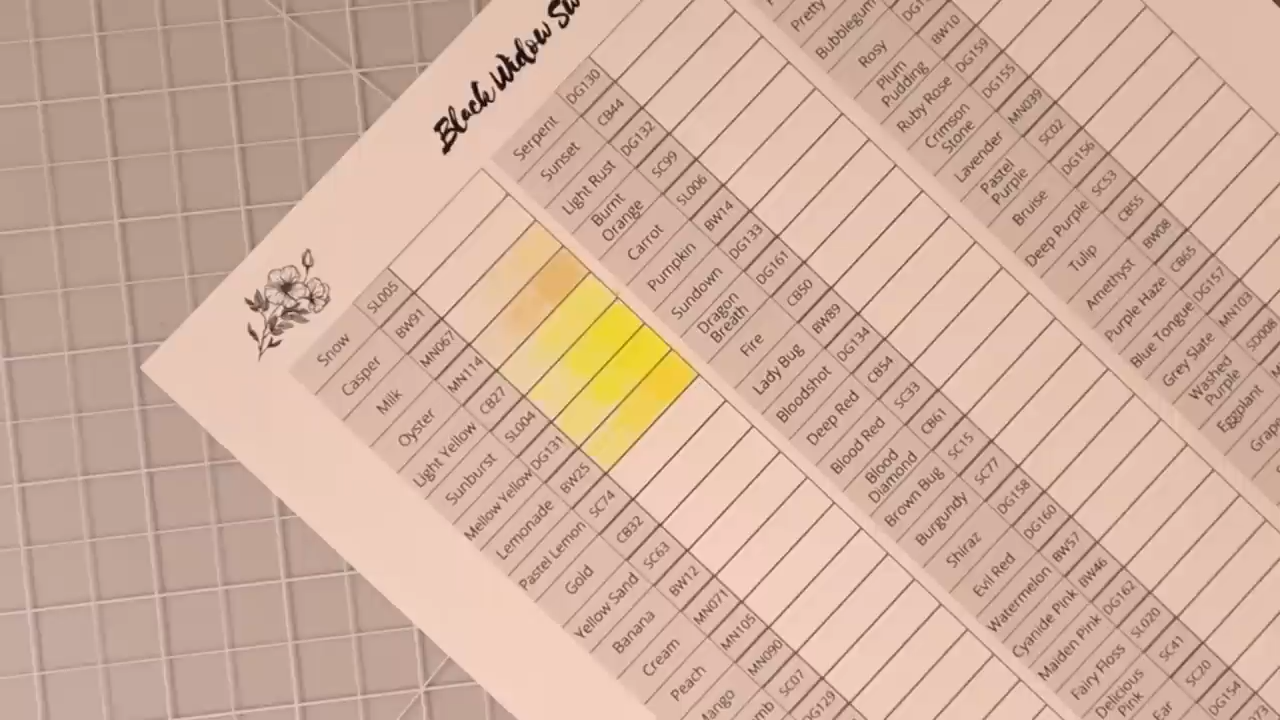 Black Widow
Snow SL005
Casper BW91
Milk MN067
Oyster MN114
Light Yellow CB27
Sunburst SL004
Mellow Yellow DG131
Lemonade BW25
Pastel Lemon SC74
Gold CB32
Yellow Sand SC63
Banana BW12
Cream MN071
Peach MN105
Mango MN090
SC07
DG129
Serpent DG130
Sunset CB44
Light Rust DG132
Burnt
Orange SC99
Carrot SL006
Pumpkin BW14
Sundown DG133
Dragon
Breath DG161
Fire CB50
Lady Bug BW89
Bloodshot DG134
Deep Red CB54
Blood Red SC33
Blood
Diamond CB61
Brown Bug SC15
Burgundy SC77
Shiraz DG158
Evil Red DG160
Watermelon BW57
Cyanide Pink BW46
Maiden Pink DG162
Fairy Floss SL020
Delicious
Pink SC41
SC20
DG154
Pretty
Bubblegum
Rosy BW10
Plum
Pudding DG159
Ruby Rose DG155
Crimson
Stone MN039
Lavender SC02
Pastel
Purple DG156
Bruise SC53
Deep Purple CB55
Tulip BW08
Amethyst CB65
Purple Haze DG157
Blue Tongue MN103
Grey Slate SD008
Washed
Purple
Eggplant